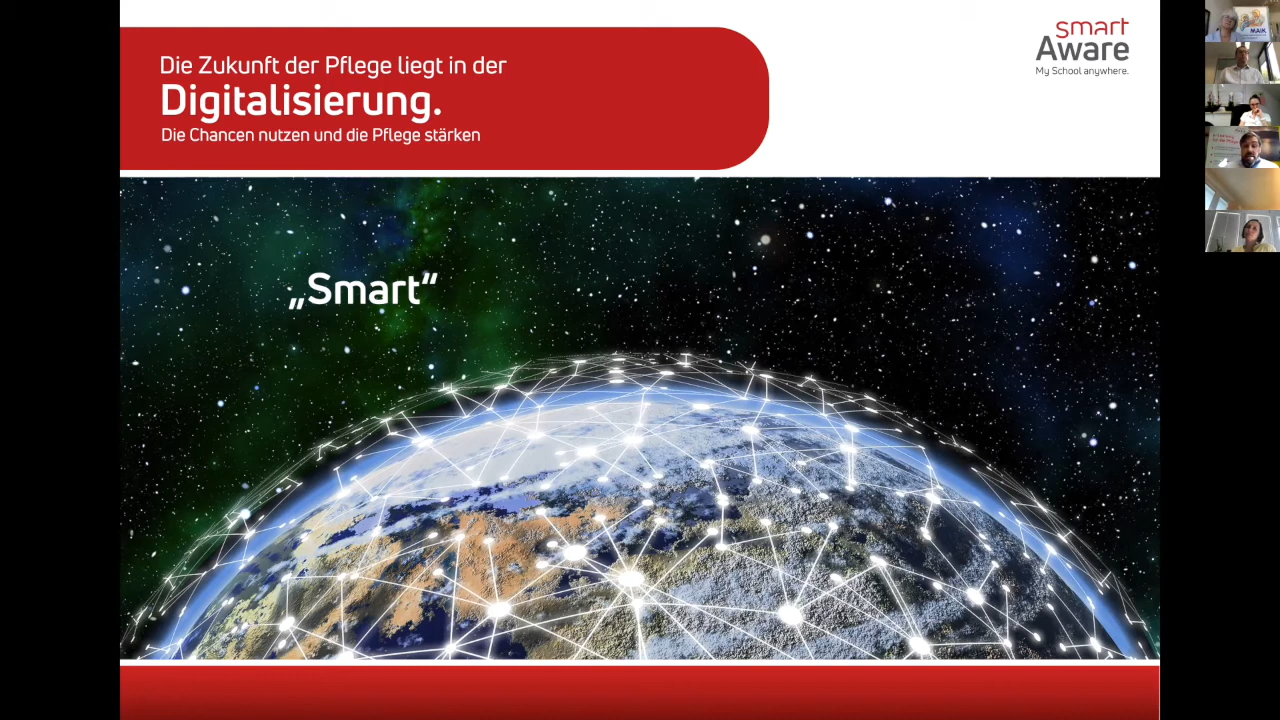 Die Zukunft der Pflege liegt in der
Digitalisierung.
Die Chancen nutzen und die Pflege stärken
smart
Aware
My School anywhere.
„Smart“
MAIK